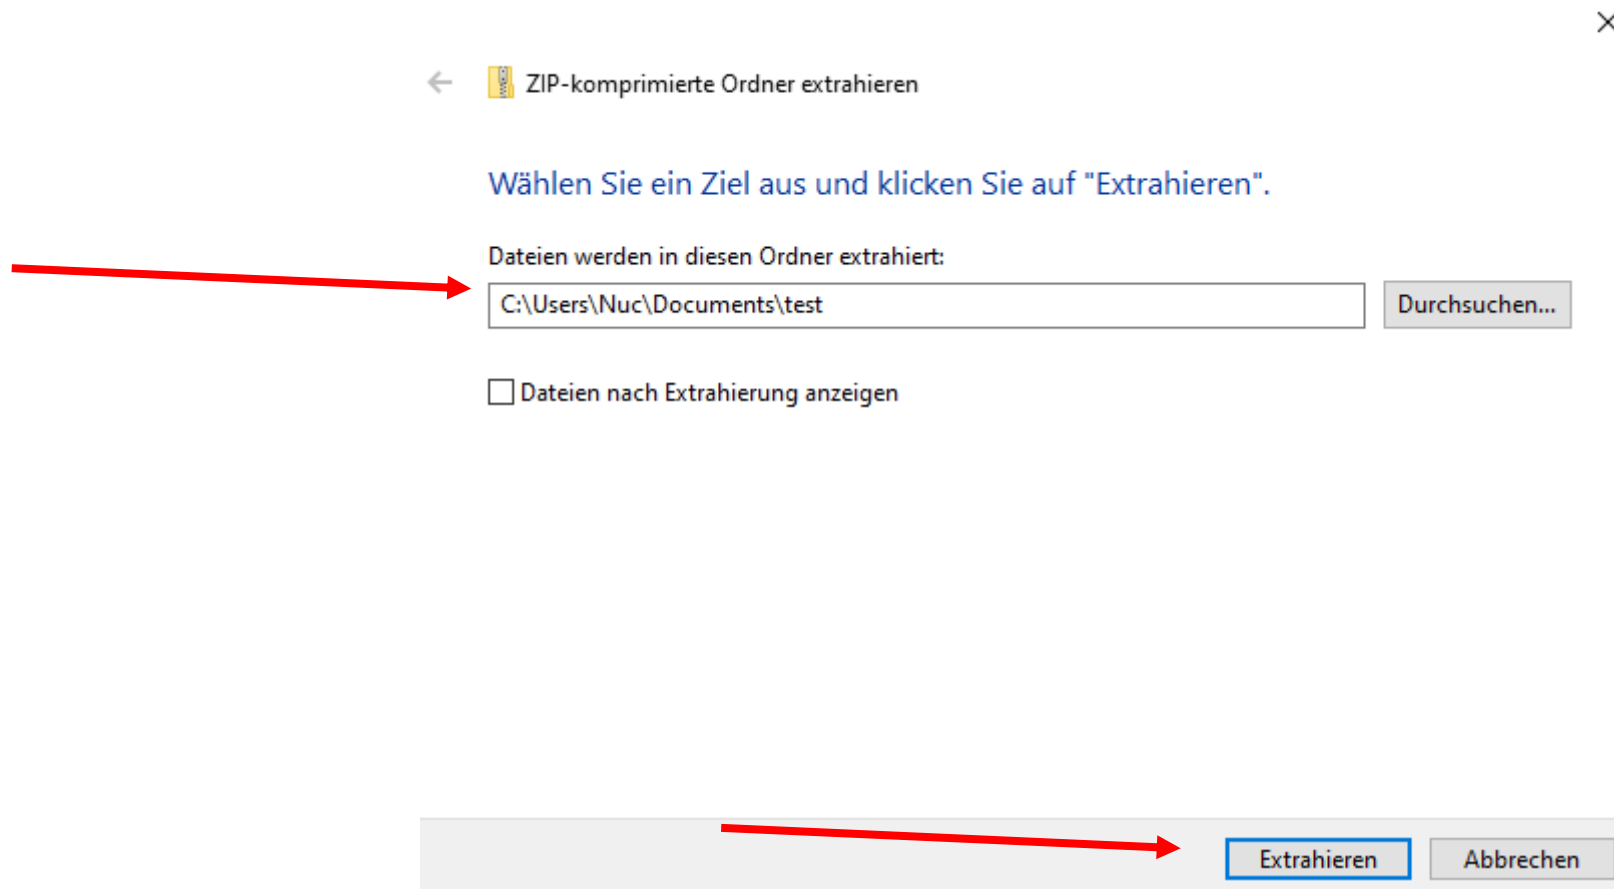 ZIP-komprimierte Ordner extrahieren
Wählen Sie ein Ziel aus und klicken Sie auf "Extrahieren".
Dateien werden in diesen Ordner extrahiert:
C:\Users\Nuc\Documents\test
Durchsuchen...
Dateien nach Extrahierung anzeigen
Extrahieren
Abbrechen